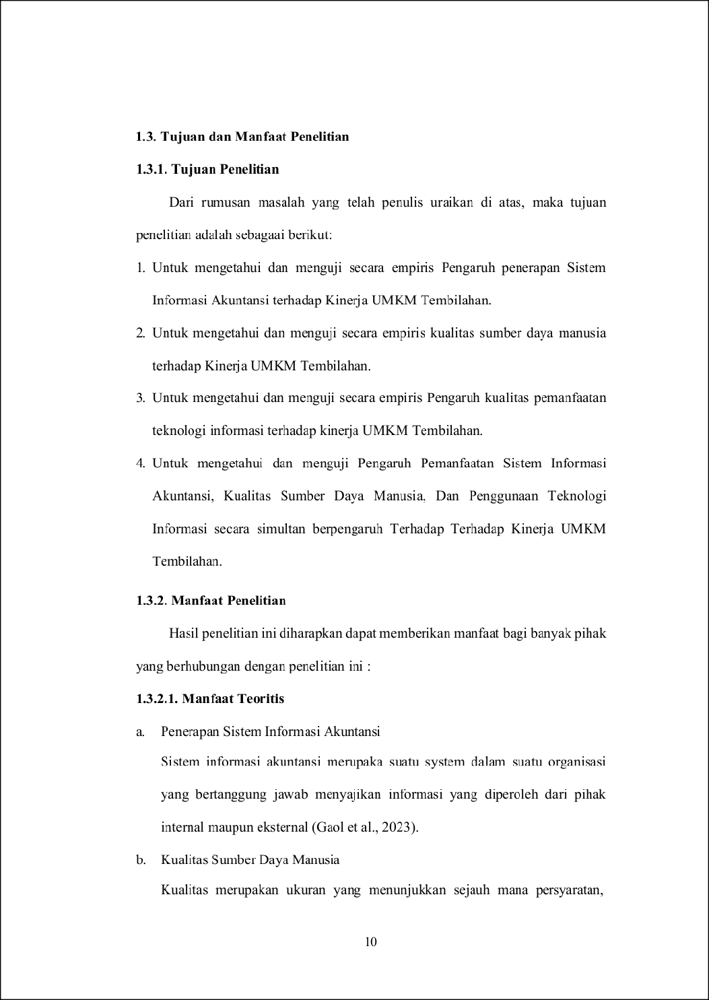 1.3. Tujuan dan Manfaat Penelitian
1.3.1. Tujuan Penelitian
Dari rumusan masalah yang telah penulis uraikan di atas, maka tujuan
penelitian adalah sebagaai berikut:
1. Untuk mengetahui dan menguji secara empiris Pengaruh penerapan Sistem
Informasi Akuntansi terhadap Kinerja UMKM Tembilahan.
2. Untuk mengetahui dan menguji secara empiris kualitas sumber daya manusia
terhadap Kinerja UMKM Tembilahan.
3. Untuk mengetahui dan menguji secara empiris Pengaruh kualitas pemanfaatan
teknologi informasi terhadap kinerja UMKM Tembilahan.
4. Untuk mengetahui dan menguji Pengaruh Pemanfaatan Sistem Informasi
Akuntansi, Kualitas Sumber Daya Manusia, Dan Penggunaan Teknologi
Informasi secara simultan berpengaruh Terhadap Terhadap Kinerja UMKM
Tembilahan.
1.3.2. Manfaat Penelitian
Hasil penelitian ini diharapkan dapat memberikan manfaat bagi banyak pihak
yang berhubungan dengan penelitian ini :
1.3.2.1. Manfaat Teoritis
a. Penerapan Sistem Informasi Akuntansi
Sistem informasi akuntansi merupaka suatu system dalam suatu organisasi
yang bertanggung jawab menyajikan informasi yang diperoleh dari pihak
internal maupun eksternal (Gaol et al., 2023).
b. Kualitas Sumber Daya Manusia
Kualitas merupakan ukuran yang menunjukkan sejauh mana persyaratan,
10